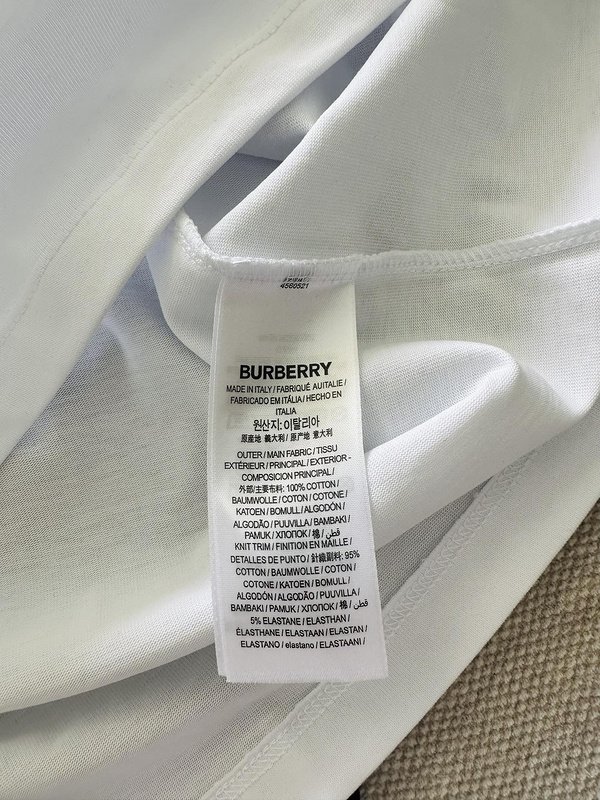 4560521
BURBERRY
MADE IN ITALY / FABRIQUÉ AU ITALIE /
FABRICADO EM ITÁLIA / HECHO EN
ITALIA
원산지: 이탈리아
原産地 義大利 / 原产地 意大利
OUTER / MAIN FABRIC / TISSU
EXTÉRIEUR / PRINCIPAL / EXTERIOR -
COMPOSICION PRINCIPAL /
外部/主要布料: 100% COTTON /
BAUMWOLLE / COTON / COTONE /
KATOEN / BOMULL / ALGODÓN /
ALGODÃO / PUUVILLA / BAMBAKI /
PAMUK / ХЛОПОК / 棉 / قطن /
KNIT TRIM / FINITION EN MAILLE /
DETALLES DE PUNTO / 針織副料: 95%
COTTON / BAUMWOLLE / COTON /
COTONE / KATOEN / BOMULL /
ALGODÓN / ALGODÃO / PUUVILLA /
BAMBAKI / PAMUK / ХЛОПОК / 棉 / قطن
5% ELASTANE / ELASTHAN /
ÉLASTHANE / ELASTAAN / ELASTAN /
ELASTANO / elastano / ELASTAANI /